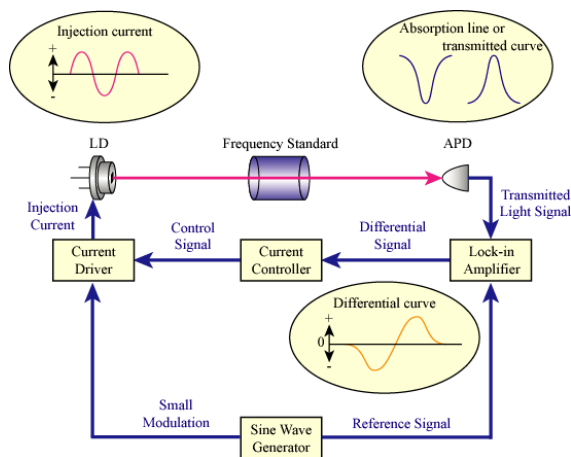 Injection current
+
-
Absorption line or
transmitted curve
LD
Frequency Standard
APD
Injection
Current
Control
Signal
Differential
Signal
Transmitted
Light Signal
Current
Driver
Current
Controller
Lock-in
Amplifier
Differential curve
+
0
-
Small
Modulation
Sine Wave
Generator
Reference Signal